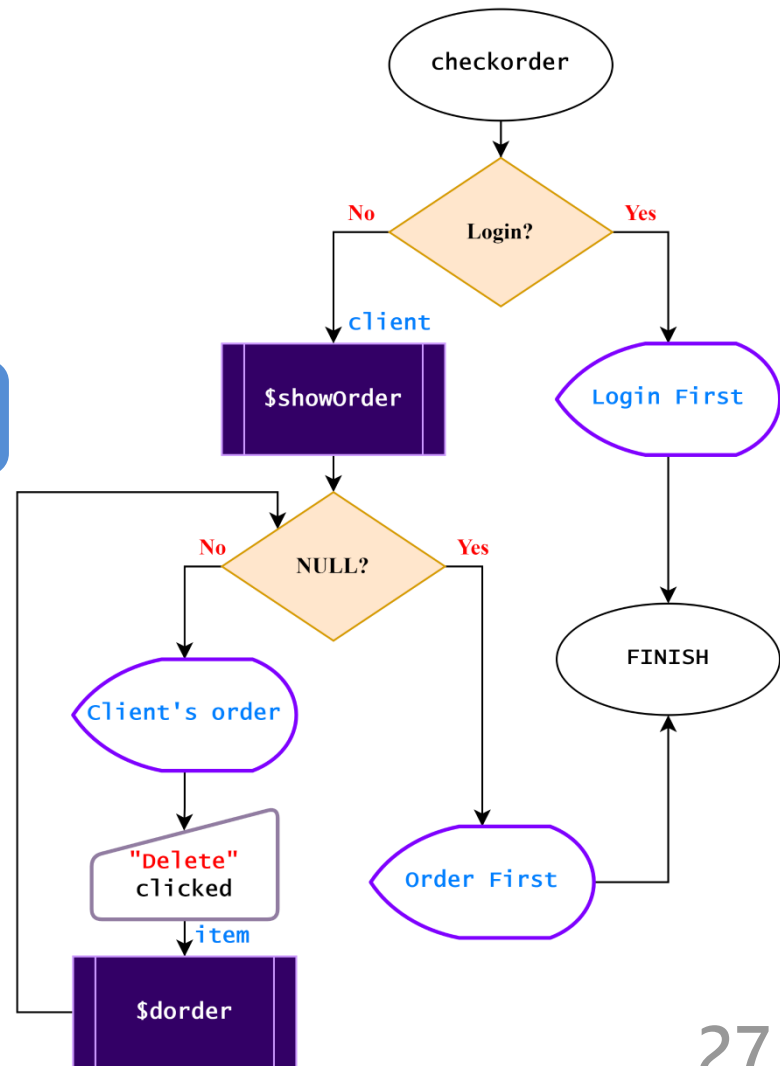 checkorder
Login?
No
Yes
client
$showOrder
Login First
NULL?
No
Yes
FINISH
Client's order
"Delete"
clicked
Order First
item
$dorder
27